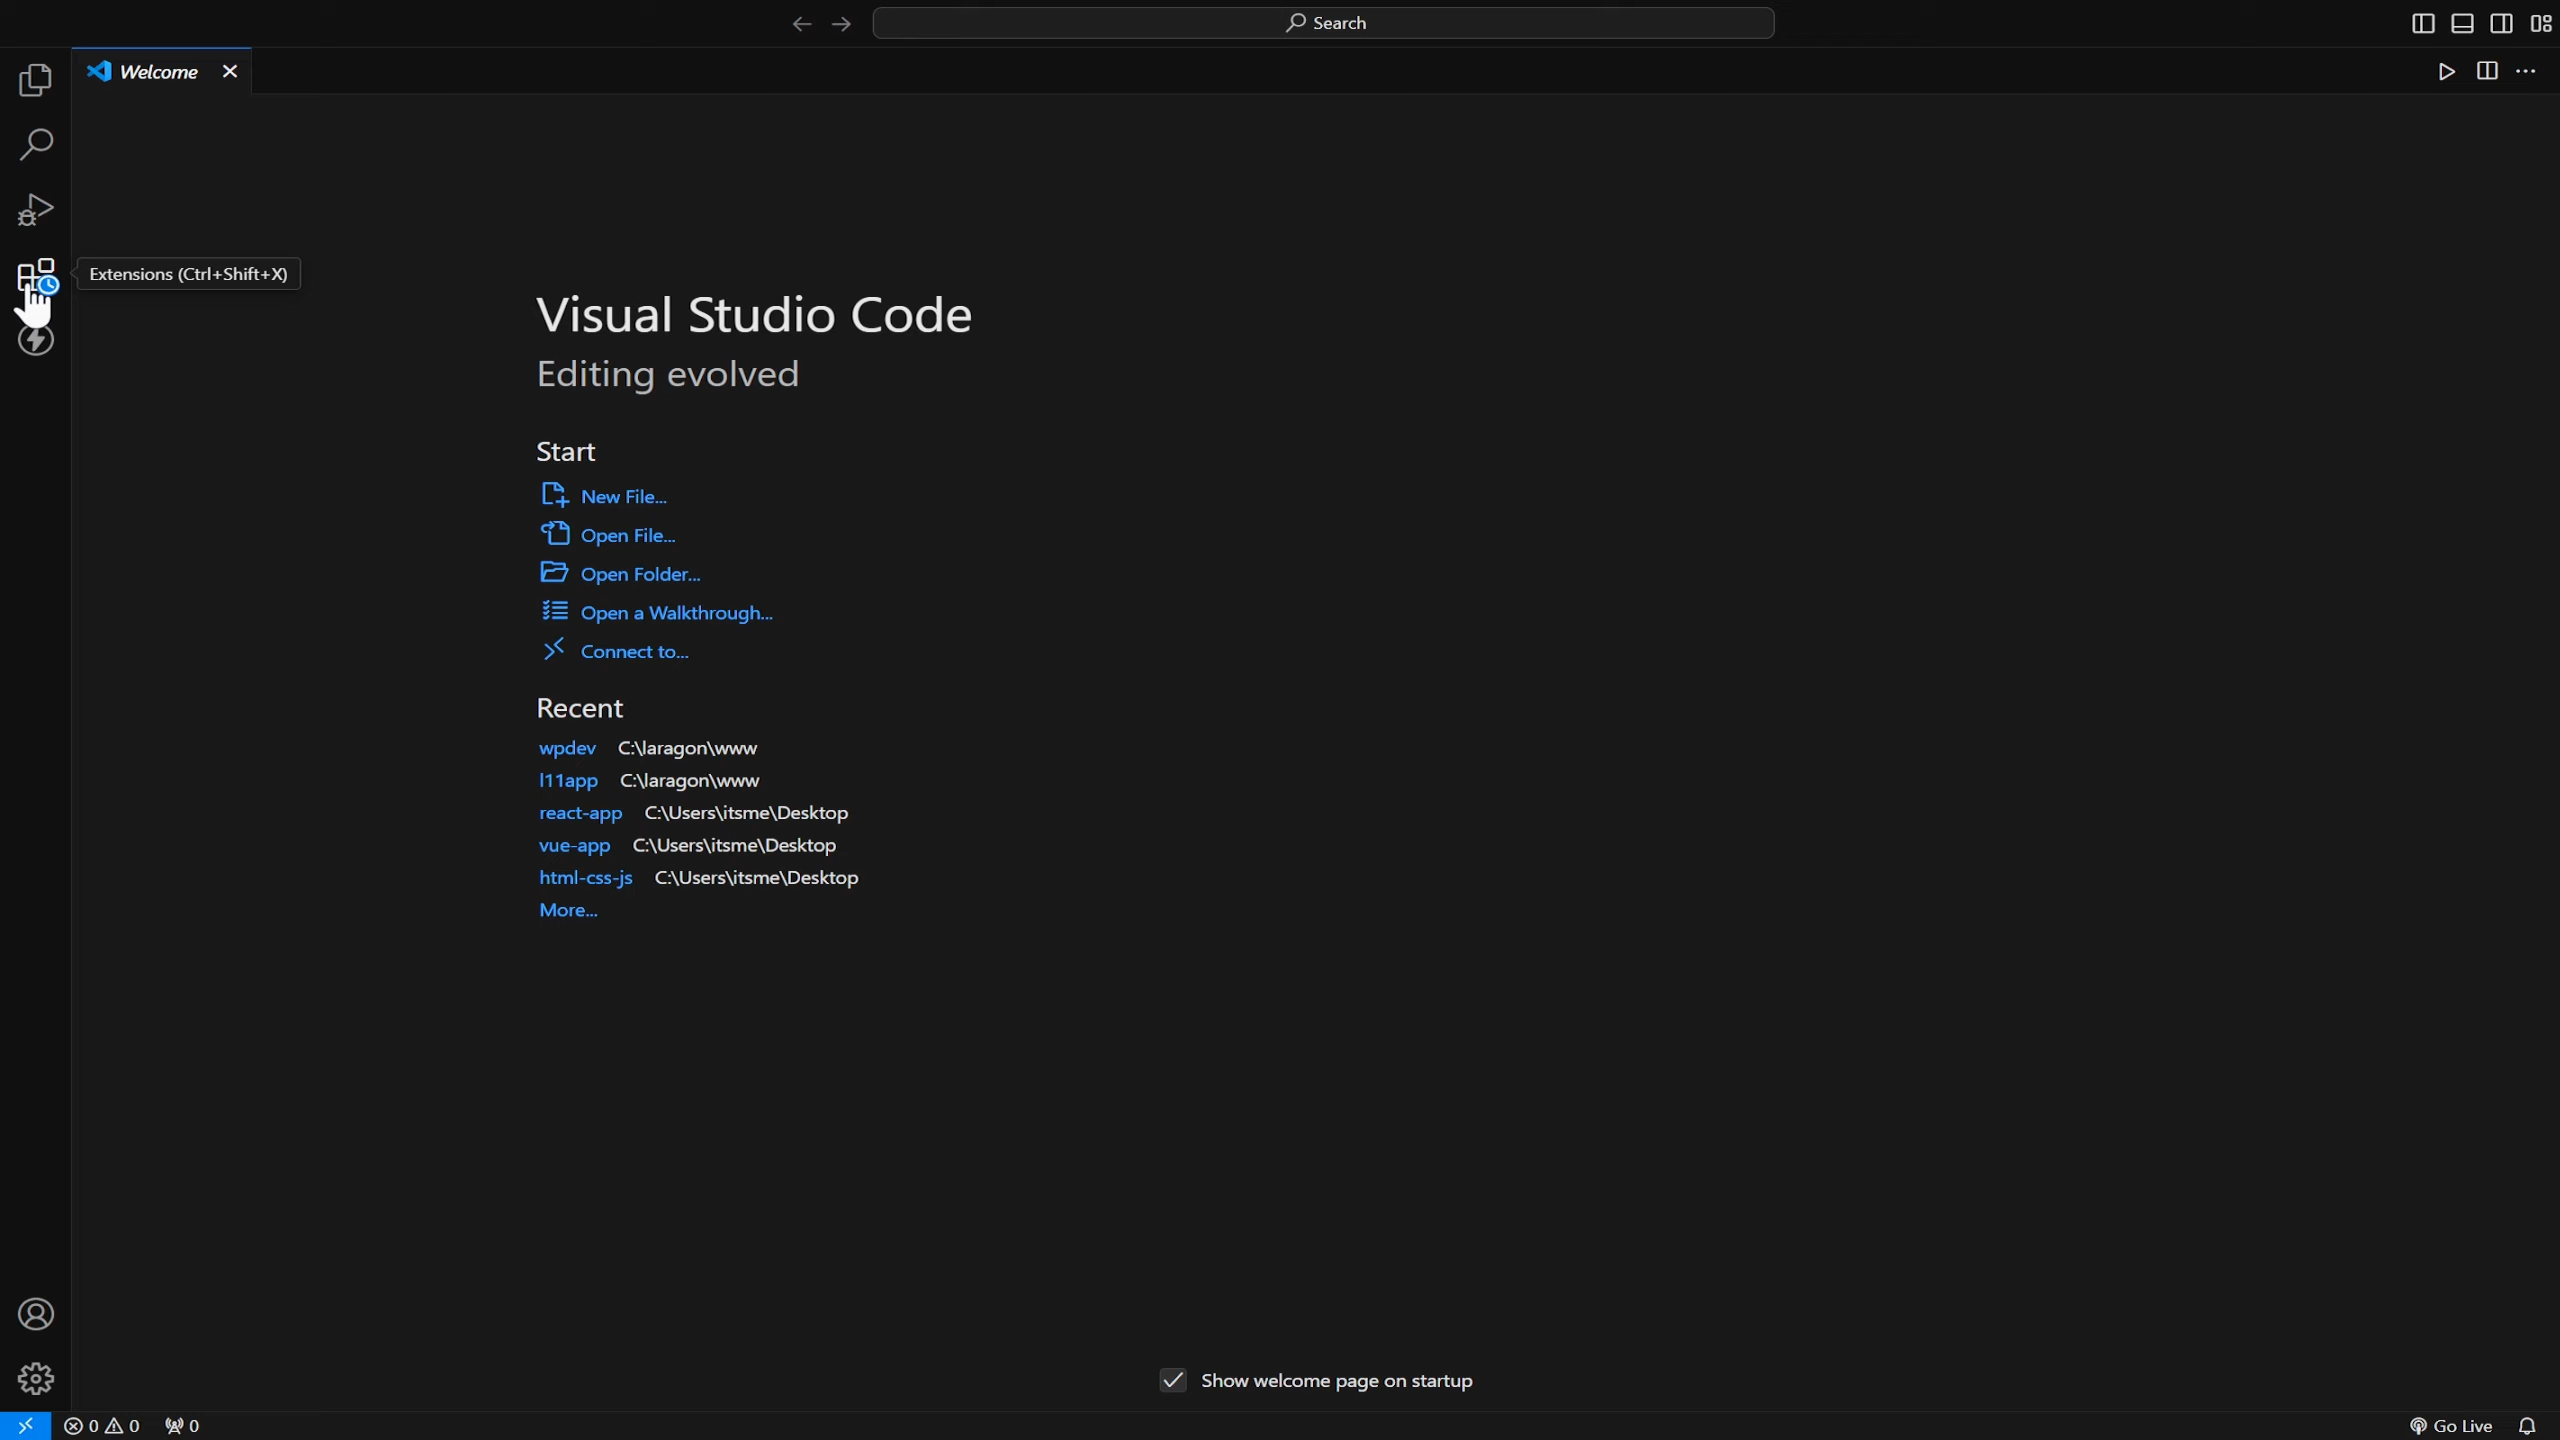 Search
Welcome
Extensions (Ctrl+Shift+X)
Visual Studio Code
Editing evolved
Start
New File...
Open File...
Open Folder...
Open a Walkthrough...
Connect to...
Recent
wpdev C:\laragon\www
l11app C:\laragon\www
react-app C:\Users\itsme\Desktop
vue-app C:\Users\itsme\Desktop
html-css-js C:\Users\itsme\Desktop
More...
Show welcome page on startup
0 0 0 Go Live